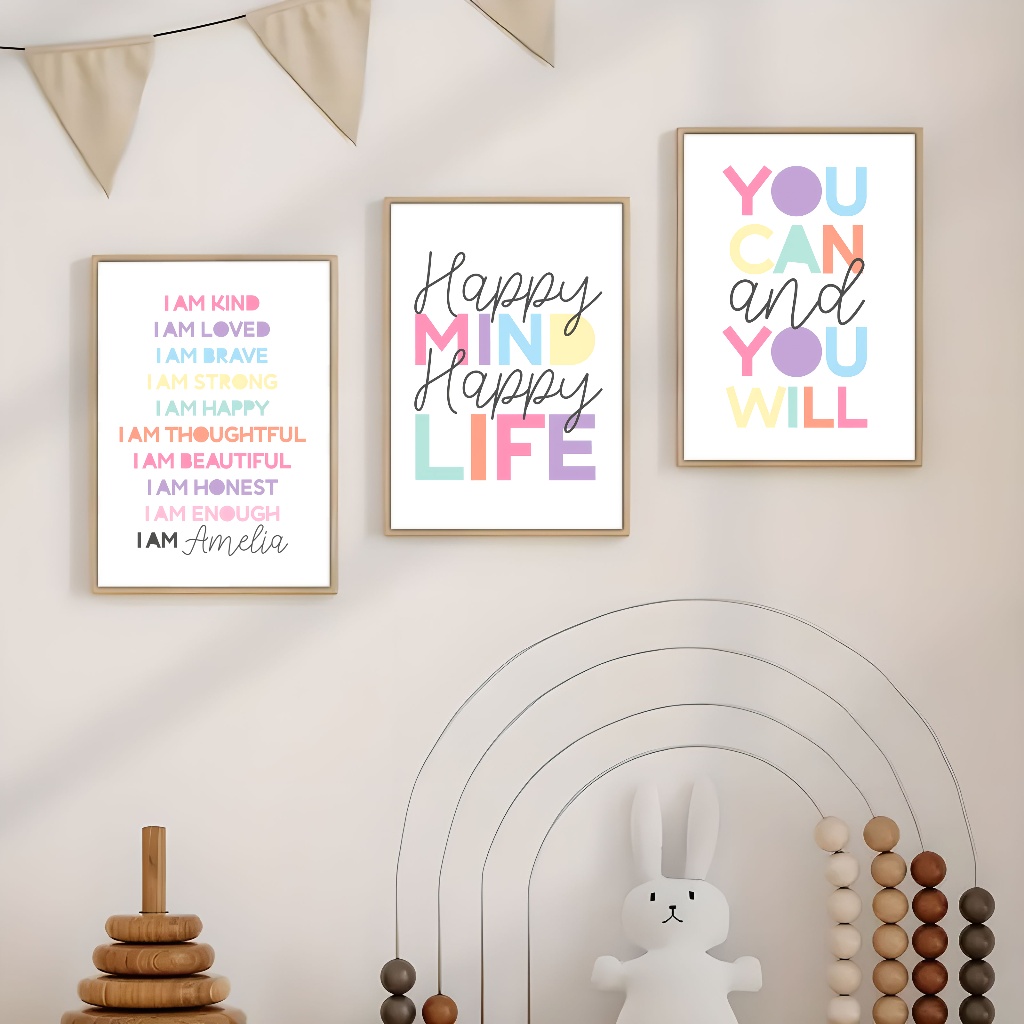 I AM KIND
I AM LOVED
I AM BRAVE
I AM STRONG
I AM HAPPY
I AM THOUGHTFUL
I AM BEAUTIFUL
I AM HONEST
I AM ENOUGH
I AM Amelia
Happy
MIND
Happy
LIFE
YOU
CAN
and
YOU
WILL